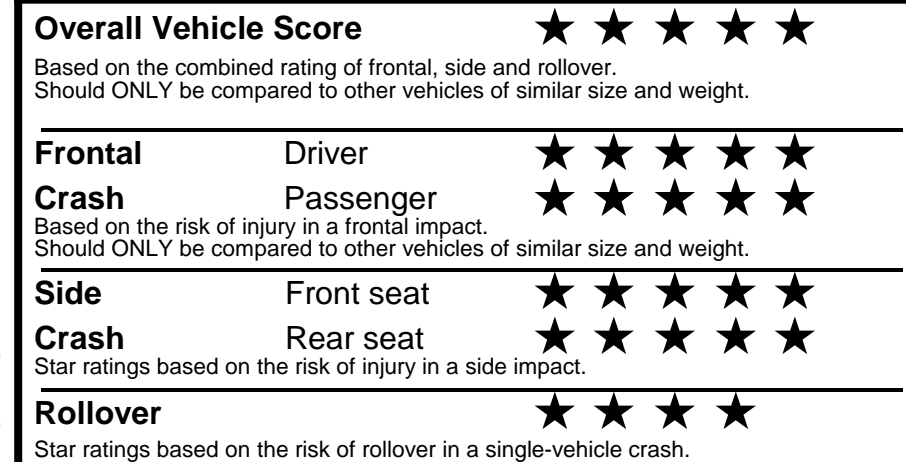 Overall Vehicle Score ★ ★ ★ ★ ★
Based on the combined rating of frontal, side and rollover.
Should ONLY be compared to other vehicles of similar size and weight.
Frontal Driver ★ ★ ★ ★ ★
Crash Passenger ★ ★ ★ ★ ★
Based on the risk of injury in a frontal impact.
Should ONLY be compared to other vehicles of similar size and weight.
Side Front seat ★ ★ ★ ★ ★
Crash Rear seat ★ ★ ★ ★ ★
Star ratings based on the risk of injury in a side impact.
Rollover ★ ★ ★ ★
Star ratings based on the risk of rollover in a single-vehicle crash.